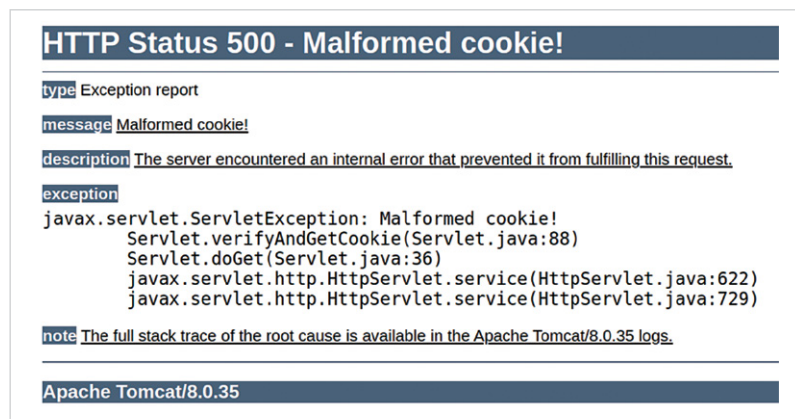 HTTP Status 500 - Malformed cookie!
type Exception report
message Malformed cookie!
description The server encountered an internal error that prevented it from fulfilling this request.
exception
javax.servlet.ServletException: Malformed cookie!
Servlet.verifyAndGetCookie(Servlet.java:88)
Servlet.doGet(Servlet.java:36)
javax.servlet.http.HttpServlet.service(HttpServlet.java:622)
javax.servlet.http.HttpServlet.service(HttpServlet.java:729)
note The full stack trace of the root cause is available in the Apache Tomcat/8.0.35 logs.
Apache Tomcat/8.0.35